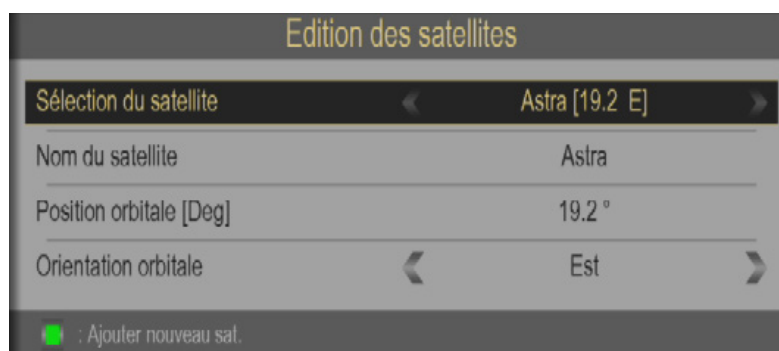 Edition des satellites
Sélection du satellite Astra [19.2 E]
Nom du satellite Astra
Position orbitale [Deg] 19.2 °
Orientation orbitale Est
: Ajouter nouveau sat.